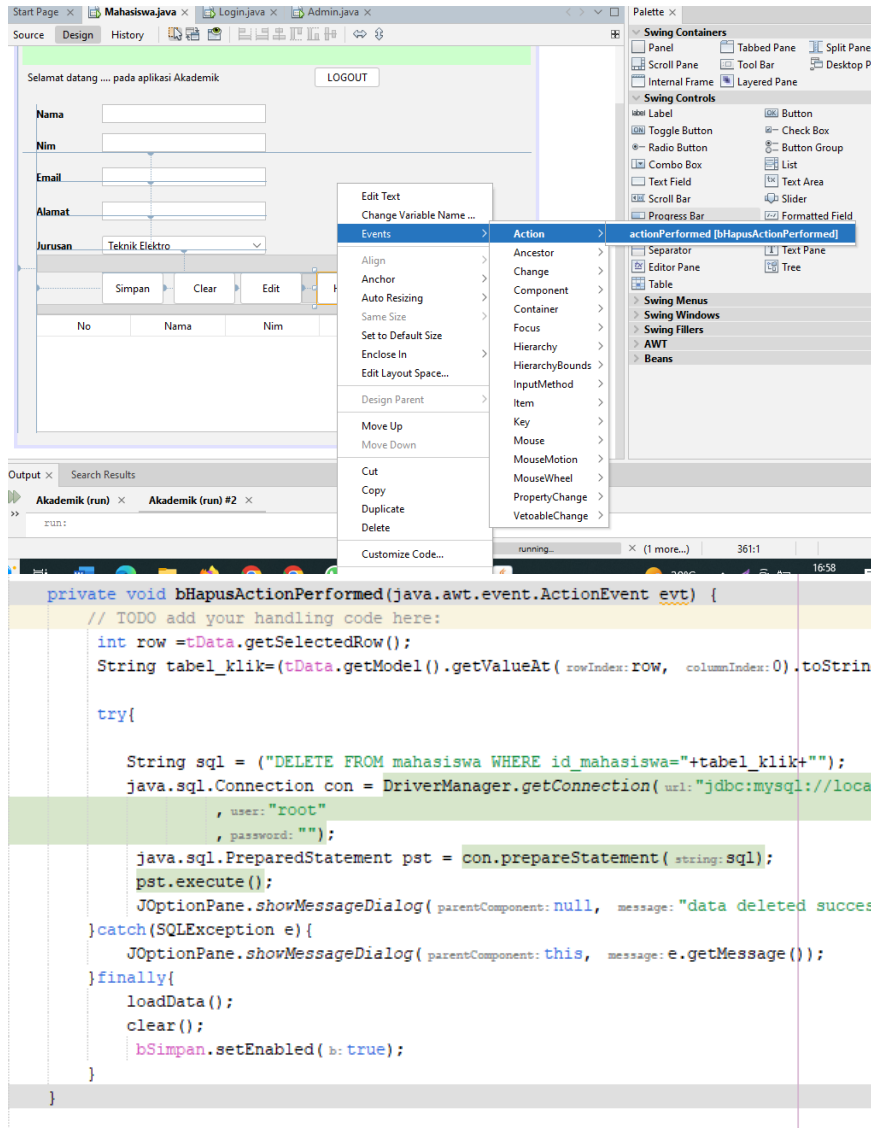 Start Page Mahasiswa.java Login.java Admin.java Palette
Source Design History
Swing Containers
Panel Tabbed Pane Split Pane
Scroll Pane Tool Bar Desktop P
Internal Frame Layered Pane
Swing Controls
label Label OK Button
ON Toggle Button Check Box
Radio Button Button Group
Combo Box List
Text Field Text Area
Scroll Bar Slider
Progress Bar Formatted Field
Separator Text Pane
Editor Pane Tree
Table
Swing Menus
Swing Windows
Swing Fillers
AWT
Beans
Selamat datang .... pada aplikasi Akademik LOGOUT
Nama
Nim
Email
Alamat
Jurusan Teknik Elektro
Simpan Clear Edit H
No Nama Nim
Edit Text
Change Variable Name ...
Events
Align
Anchor
Auto Resizing
Same Size
Set to Default Size
Enclose In
Edit Layout Space...
Design Parent
Move Up
Move Down
Cut
Copy
Duplicate
Delete
Customize Code...
Action
Ancestor
Change
Component
Container
Focus
Hierarchy
HierarchyBounds
InputMethod
Item
Key
Mouse
MouseMotion
MouseWheel
PropertyChange
VetoableChange
actionPerformed [bHapusActionPerformed]
Output Search Results
Akademik (run) Akademik (run) #2
run:
running... (1 more...) 361:1
16:58
private void bHapusActionPerformed(java.awt.event.ActionEvent evt) {
// TODO add your handling code here:
int row =tData.getSelectedRow();
String tabel_klik=(tData.getModel().getValueAt( rowIndex: row, columnIndex: 0).toStrin
try{
String sql = ("DELETE FROM mahasiswa WHERE id_mahasiswa="+tabel_klik+"");
java.sql.Connection con = DriverManager.getConnection( url: "jdbc:mysql://loca
, user: "root"
, password: "");
java.sql.PreparedStatement pst = con.prepareStatement( string: sql);
pst.execute();
JOptionPane.showMessageDialog( parentComponent: null, message: "data deleted succes
}catch(SQLException e){
JOptionPane.showMessageDialog( parentComponent: this, message: e.getMessage());
}finally{
loadData();
clear();
bSimpan.setEnabled( b: true);
}
}